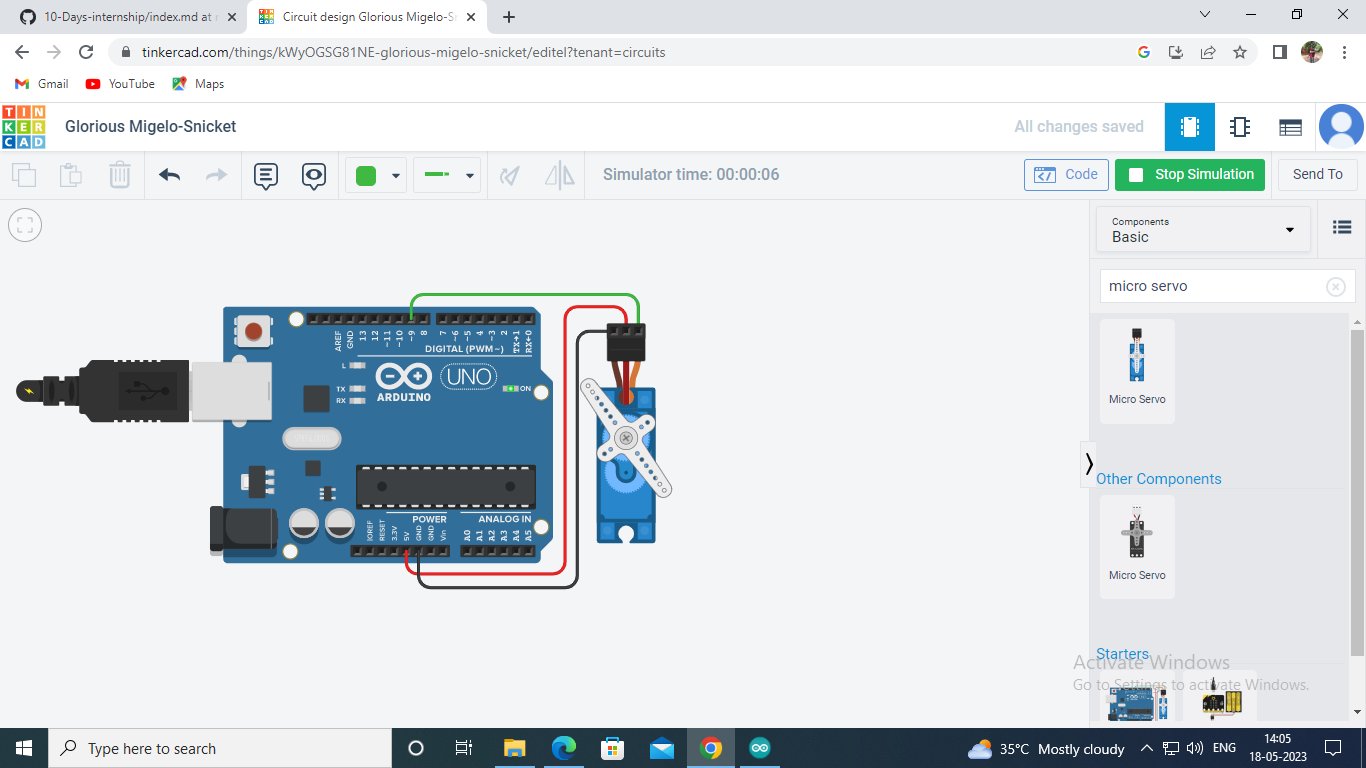 10-Days-internship/index.md at
Circuit design Glorious Migelo-S
tinkercad.com/things/kWyOGSG81NE-glorious-migelo-snicket/editel?tenant=circuits
Gmail
YouTube
Maps
TIN
KER
CAD
Glorious Migelo-Snicket
All changes saved
Simulator time: 00:00:06
Code
Stop Simulation
Send To
Components
Basic
micro servo
Micro Servo
Other Components
Micro Servo
Starters
AREF
GND
13
12
~11
~10
~9
8
7
~6
~5
4
~3
2
TX→1
RX←0
DIGITAL (PWM~)
L
TX
RX
ARDUINO
UNO
ON
POWER
ANALOG IN
IOREF
RESET
3.3V
5V
GND
GND
Vin
A0
A1
A2
A3
A4
A5
Activate Windows
Go to Settings to activate Windows.
Type here to search
35°C Mostly cloudy
ENG
14:05
18-05-2023